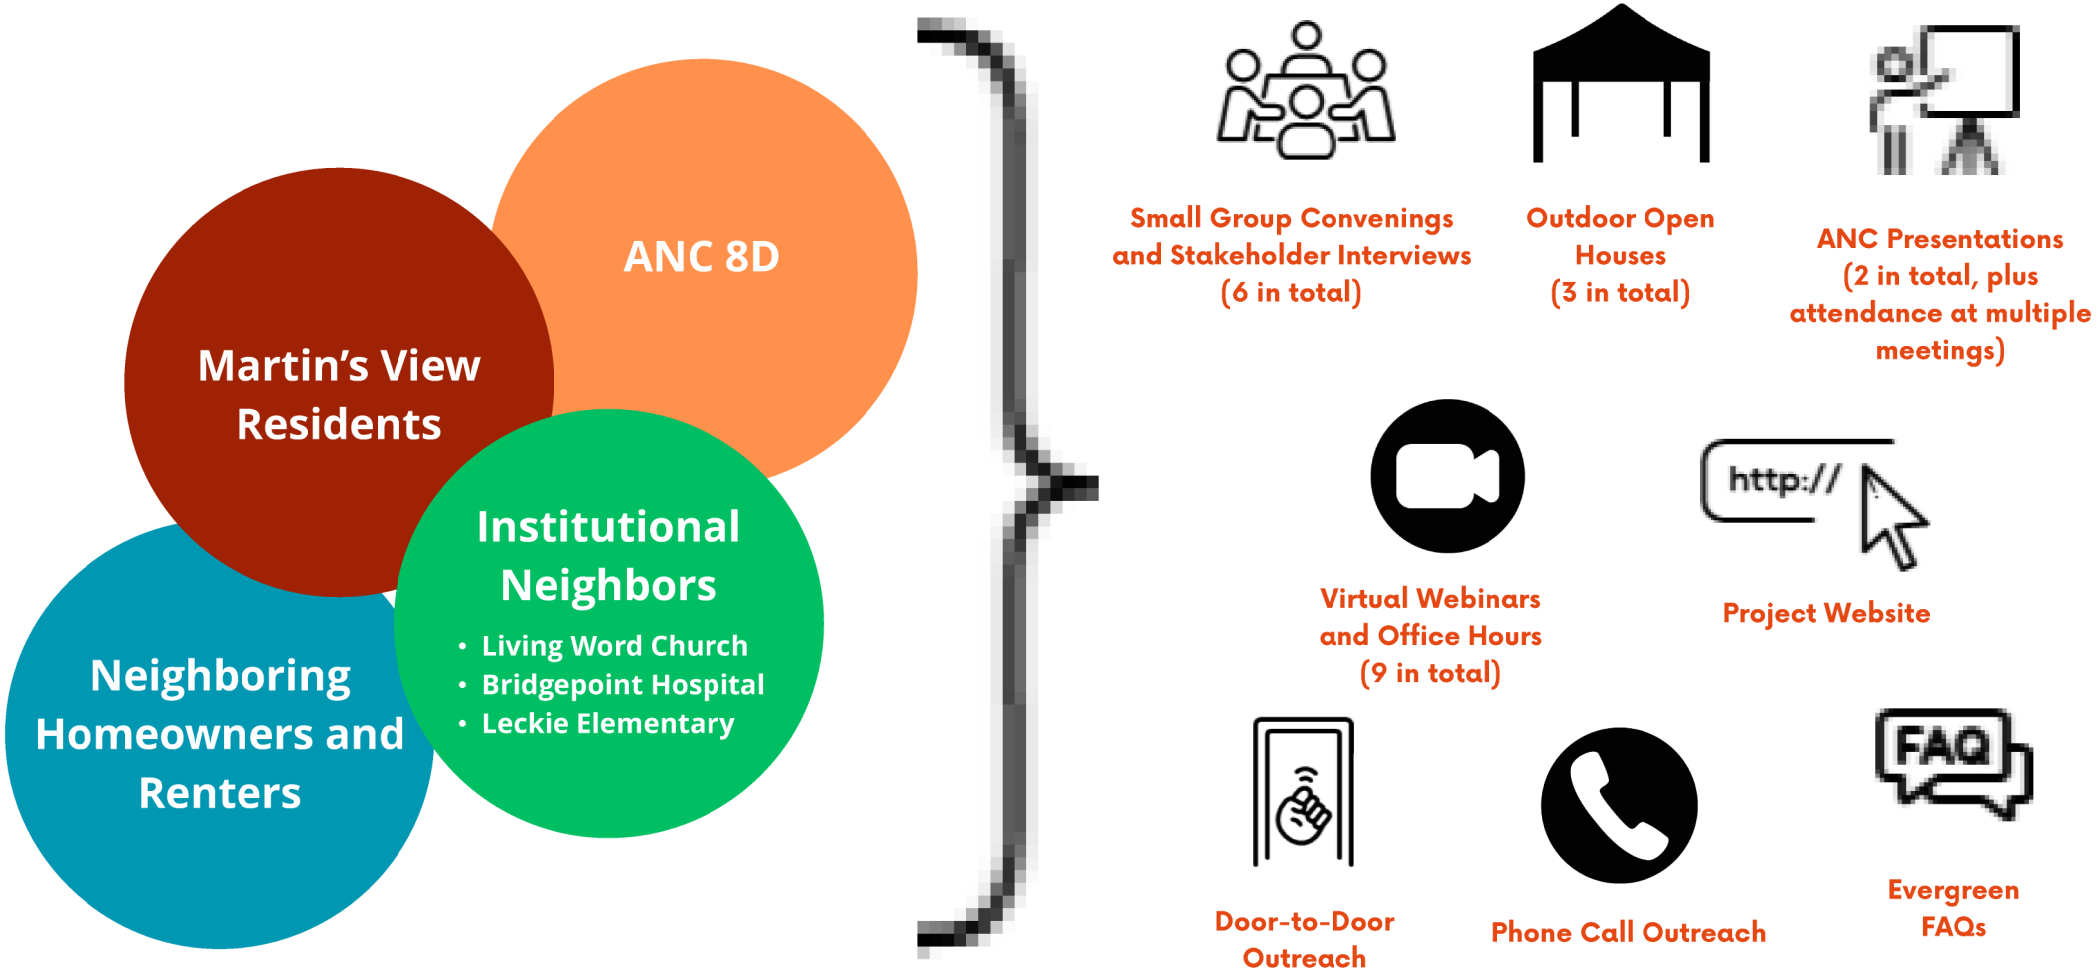 ANC 8D
Martin's View
Residents
Institutional
Neighbors
• Living Word Church
• Bridgepoint Hospital
• Leckie Elementary
Neighboring
Homeowners and
Renters
Small Group Convenings
and Stakeholder Interviews
(6 in total)
Outdoor Open
Houses
(3 in total)
ANC Presentations
(2 in total, plus
attendance at multiple
meetings)
Virtual Webinars
and Office Hours
(9 in total)
http://
Project Website
Door-to-Door
Outreach
Phone Call Outreach
FAQ
Evergreen
FAQs